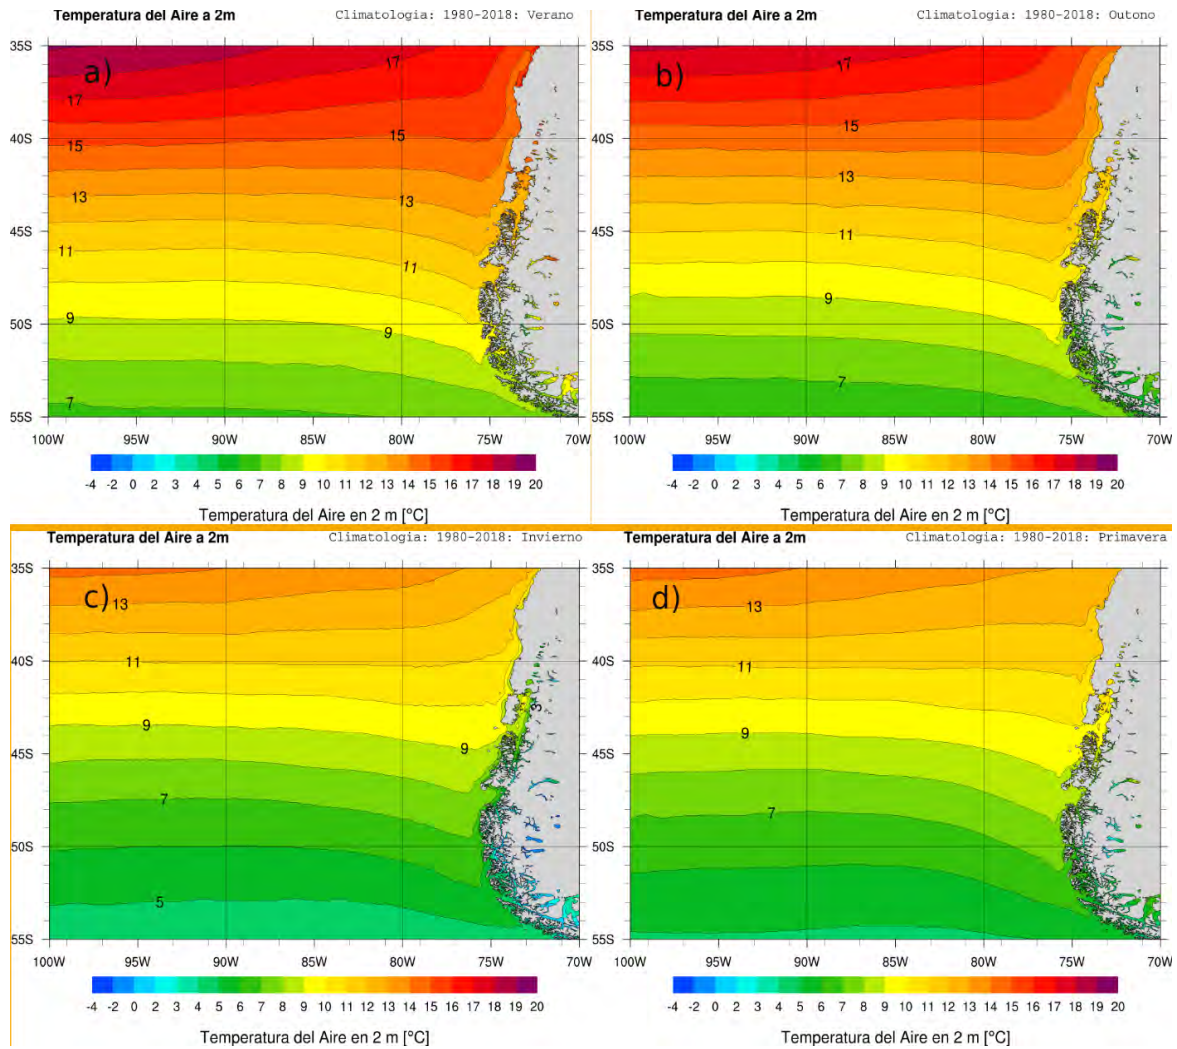 Temperatura del Aire a 2m Climatologia: 1980-2018: Verano
35S
a)
17
17
40S
15
15
13
13
45S
11
11
50S
9
9
55S
7
100W 95W 90W 85W 80W 75W 70W
-4 -2 0 2 3 4 5 6 7 8 9 10 11 12 13 14 15 16 17 18 19 20
Temperatura del Aire en 2 m [°C]
Temperatura del Aire a 2m Climatologia: 1980-2018: Outono
35S
b)
17
15
40S
13
45S
11
9
50S
7
55S
100W 95W 90W 85W 80W 75W 70W
-4 -2 0 2 3 4 5 6 7 8 9 10 11 12 13 14 15 16 17 18 19 20
Temperatura del Aire en 2 m [°C]
Temperatura del Aire a 2m Climatologia: 1980-2018: Invierno
35S
c)
13
40S
11
3
9
9
45S
7
50S
5
55S
100W 95W 90W 85W 80W 75W 70W
-4 -2 0 2 3 4 5 6 7 8 9 10 11 12 13 14 15 16 17 18 19 20
Temperatura del Aire en 2 m [°C]
Temperatura del Aire a 2m Climatologia: 1980-2018: Primavera
35S
d)
13
40S
11
9
45S
7
50S
55S
100W 95W 90W 85W 80W 75W 70W
-4 -2 0 2 3 4 5 6 7 8 9 10 11 12 13 14 15 16 17 18 19 20
Temperatura del Aire en 2 m [°C]